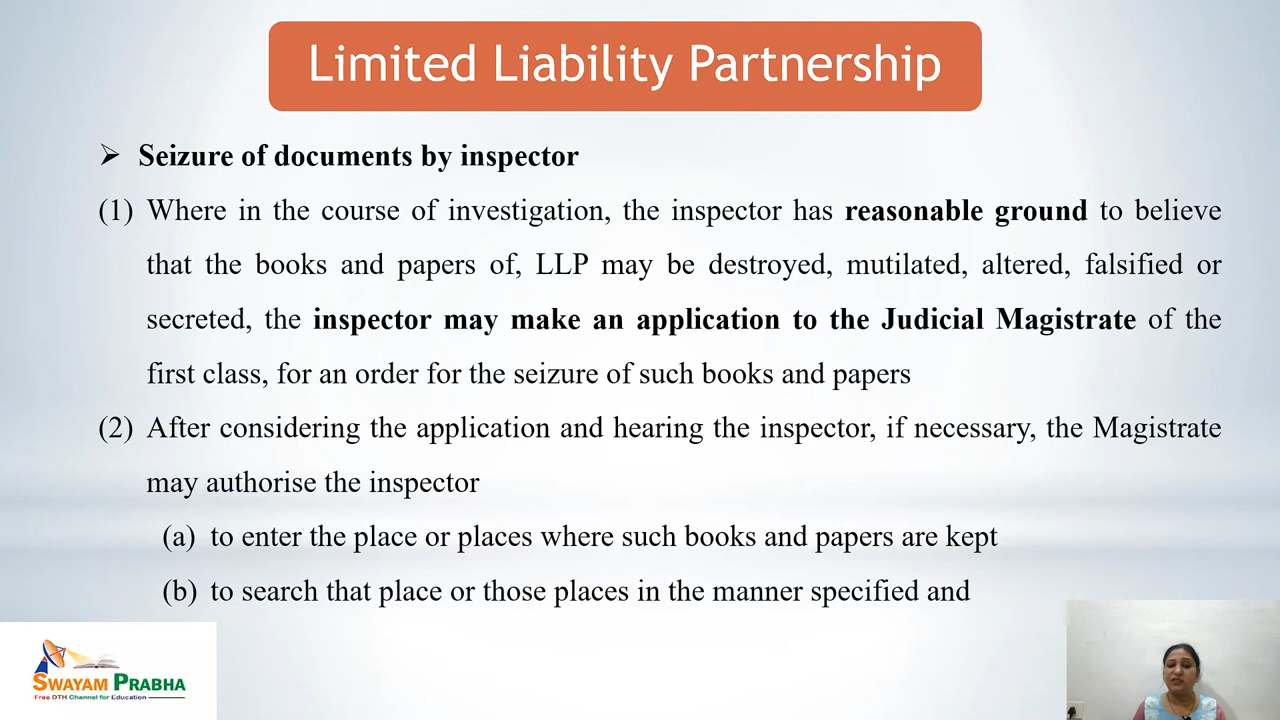 Limited Liability Partnership
➢ Seizure of documents by inspector
(1) Where in the course of investigation, the inspector has reasonable ground to believe
that the books and papers of, LLP may be destroyed, mutilated, altered, falsified or
secreted, the inspector may make an application to the Judicial Magistrate of the
first class, for an order for the seizure of such books and papers
(2) After considering the application and hearing the inspector, if necessary, the Magistrate
may authorise the inspector
(a) to enter the place or places where such books and papers are kept
(b) to search that place or those places in the manner specified and
SWAYAM PRABHA
Free DTH Channel for Education